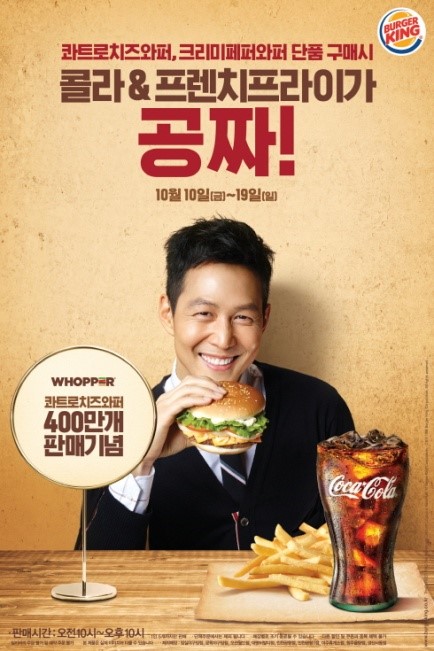 BURGER
KING
콰트로치즈와퍼, 크리미페퍼와퍼 단품 구매시
콜라&프렌치프라이가
공짜!
10월 10일(금)~19일(일)
WHOPPER
콰트로치즈와퍼
400만개
판매기념
Coca-Cola
·판매시간 : 오전10시~오후10시